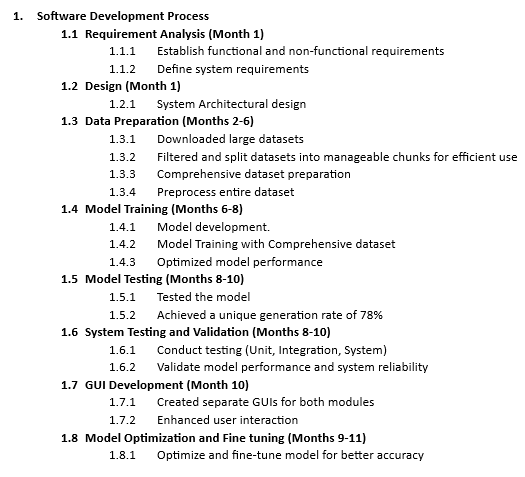 1. Software Development Process
1.1 Requirement Analysis (Month 1)
1.1.1 Establish functional and non-functional requirements
1.1.2 Define system requirements
1.2 Design (Month 1)
1.2.1 System Architectural design
1.3 Data Preparation (Months 2-6)
1.3.1 Downloaded large datasets
1.3.2 Filtered and split datasets into manageable chunks for efficient use
1.3.3 Comprehensive dataset preparation
1.3.4 Preprocess entire dataset
1.4 Model Training (Months 6-8)
1.4.1 Model development.
1.4.2 Model Training with Comprehensive dataset
1.4.3 Optimized model performance
1.5 Model Testing (Months 8-10)
1.5.1 Tested the model
1.5.2 Achieved a unique generation rate of 78%
1.6 System Testing and Validation (Months 8-10)
1.6.1 Conduct testing (Unit, Integration, System)
1.6.2 Validate model performance and system reliability
1.7 GUI Development (Month 10)
1.7.1 Created separate GUIs for both modules
1.7.2 Enhanced user interaction
1.8 Model Optimization and Fine tuning (Months 9-11)
1.8.1 Optimize and fine-tune model for better accuracy